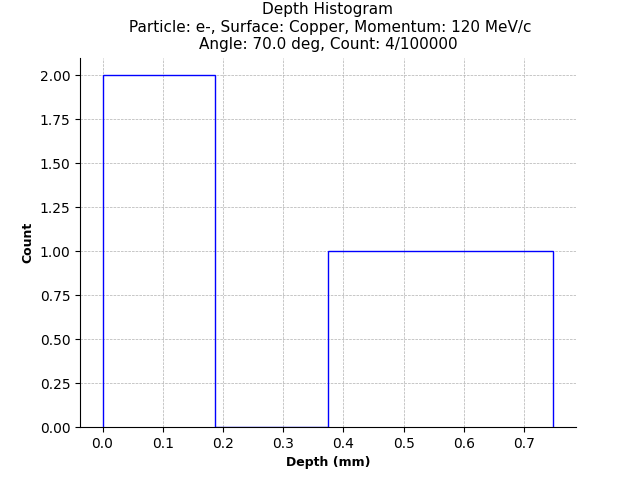 Depth Histogram
Particle: e-, Surface: Copper, Momentum: 120 MeV/c
Angle: 70.0 deg, Count: 4/100000
2.00
1.75
1.50
1.25
1.00
0.75
0.50
0.25
0.00
Count
0.0 0.1 0.2 0.3 0.4 0.5 0.6 0.7
Depth (mm)